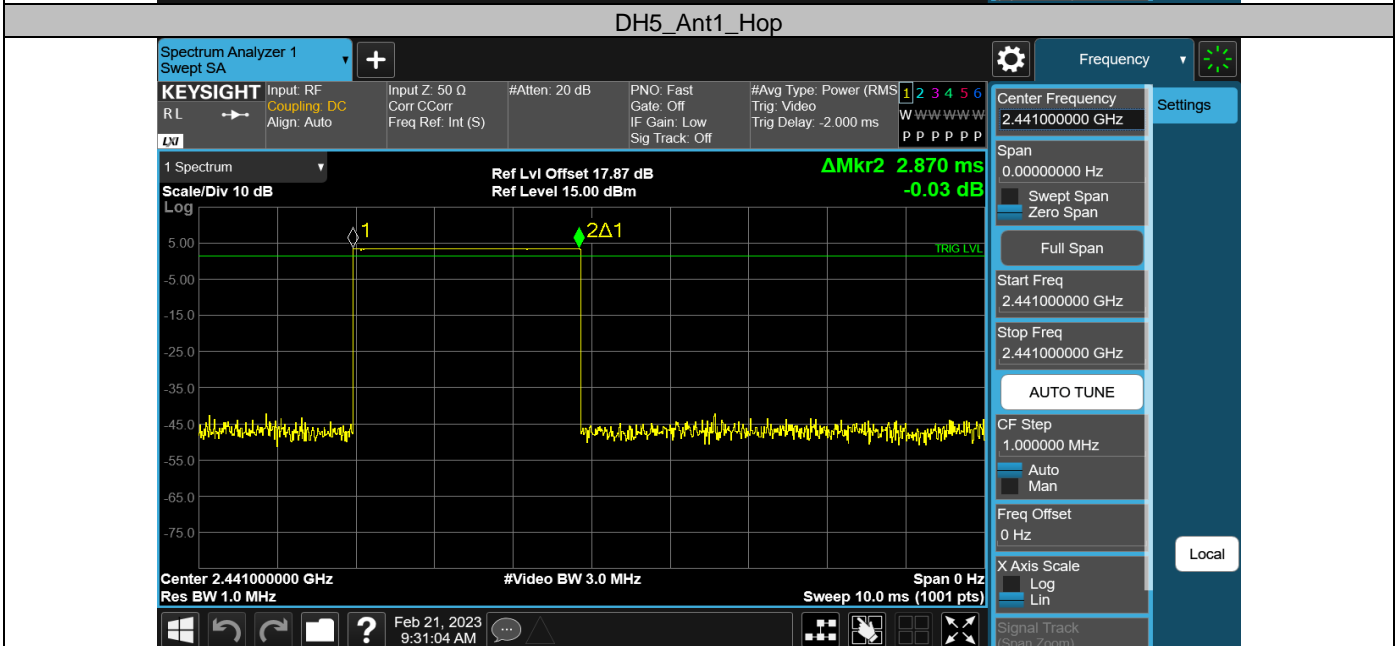 DH5_Ant1_Hop
Spectrum Analyzer 1
Swept SA
+
Frequency
KEYSIGHT
RL
LXI
Input: RF
Coupling: DC
Align: Auto
Input Z: 50 Ω
Corr CCorr
Freq Ref: Int (S)
#Atten: 20 dB
PNO: Fast
Gate: Off
IF Gain: Low
Sig Track: Off
#Avg Type: Power (RMS
Trig: Video
Trig Delay: -2.000 ms
1 2 3 4 5 6
W W W W W W
P P P P P P
1 Spectrum
Scale/Div 10 dB
Log
Ref Lvl Offset 17.87 dB
Ref Level 15.00 dBm
ΔMkr2 2.870 ms
-0.03 dB
1
2Δ1
TRIG LVL
5.00
-5.00
-15.0
-25.0
-35.0
-45.0
-55.0
-65.0
-75.0
Center 2.441000000 GHz
Res BW 1.0 MHz
#Video BW 3.0 MHz
Span 0 Hz
Sweep 10.0 ms (1001 pts)
?
Feb 21, 2023
9:31:04 AM
Center Frequency
2.441000000 GHz
Span
0.00000000 Hz
Swept Span
Zero Span
Full Span
Start Freq
2.441000000 GHz
Stop Freq
2.441000000 GHz
AUTO TUNE
CF Step
1.000000 MHz
Auto
Man
Freq Offset
0 Hz
X Axis Scale
Log
Lin
Signal Track
(Span Zoom)
Settings
Local